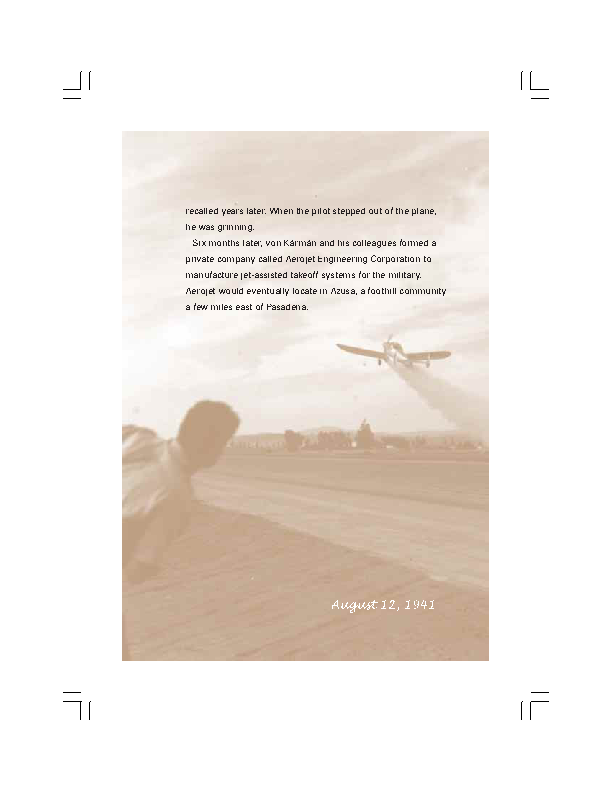 recalled years later. When the pilot stepped out of the plane,
he was grinning.
Six months later, von Kármán and his colleagues formed a
private company called Aerojet Engineering Corporation to
manufacture jet-assisted takeoff systems for the military.
Aerojet would eventually locate in Azusa, a foothill community
a few miles east of Pasadena.
August 12, 1941